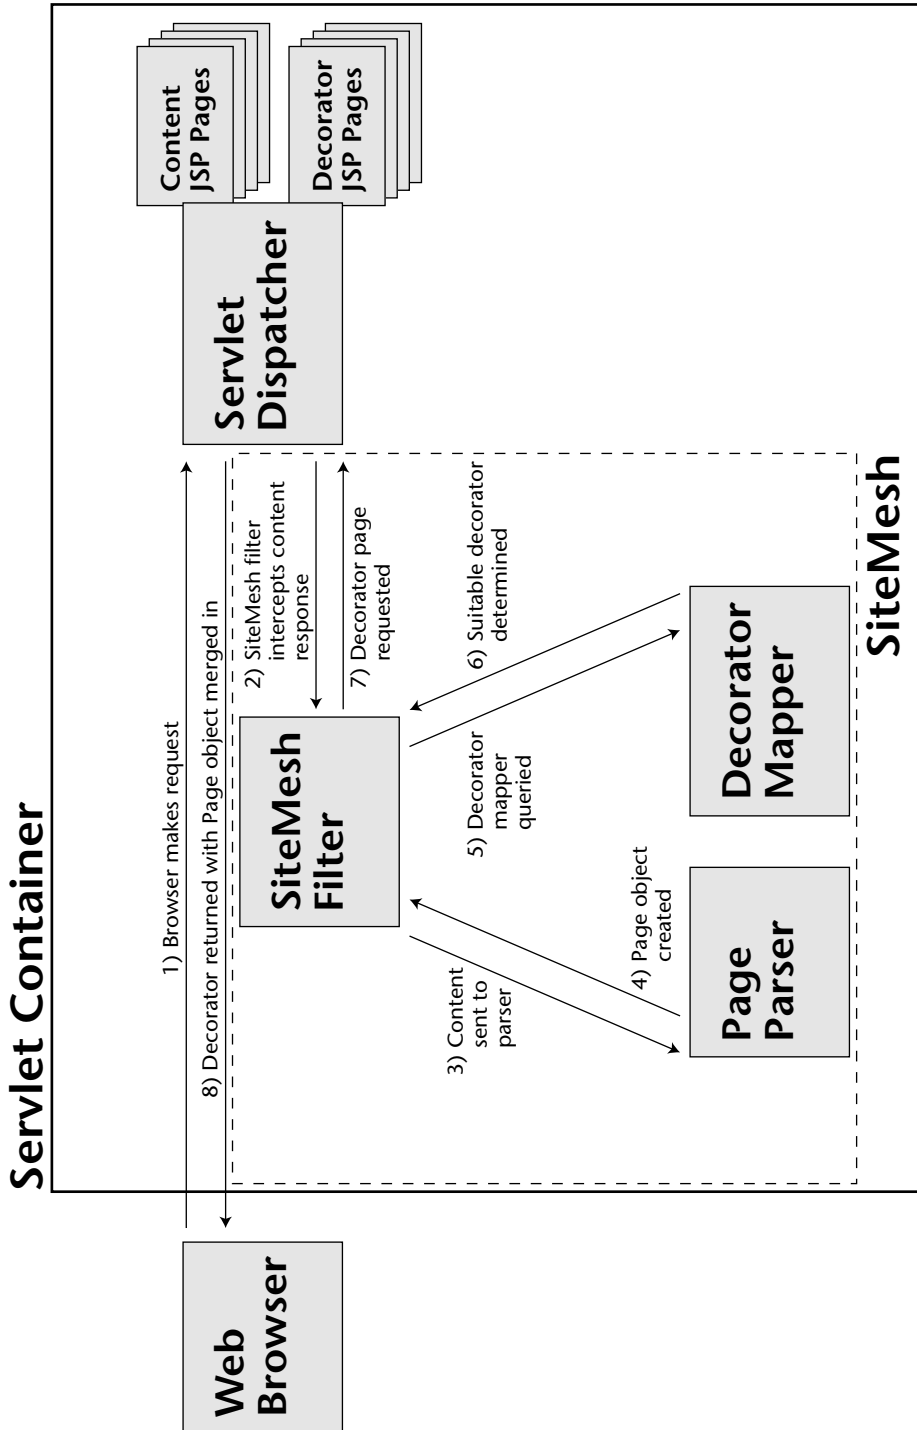 Servlet Container
Web
Browser
1) Browser makes request
8) Decorator returned with Page object merged in
Servlet
Dispatcher
Content
JSP Pages
Decorator
JSP Pages
2) SiteMesh filter
intercepts content
response
7) Decorator page
requested
SiteMesh
Filter
3) Content
sent to
parser
4) Page object
created
5) Decorator
mapper
queried
6) Suitable decorator
determined
Page
Parser
Decorator
Mapper
SiteMesh